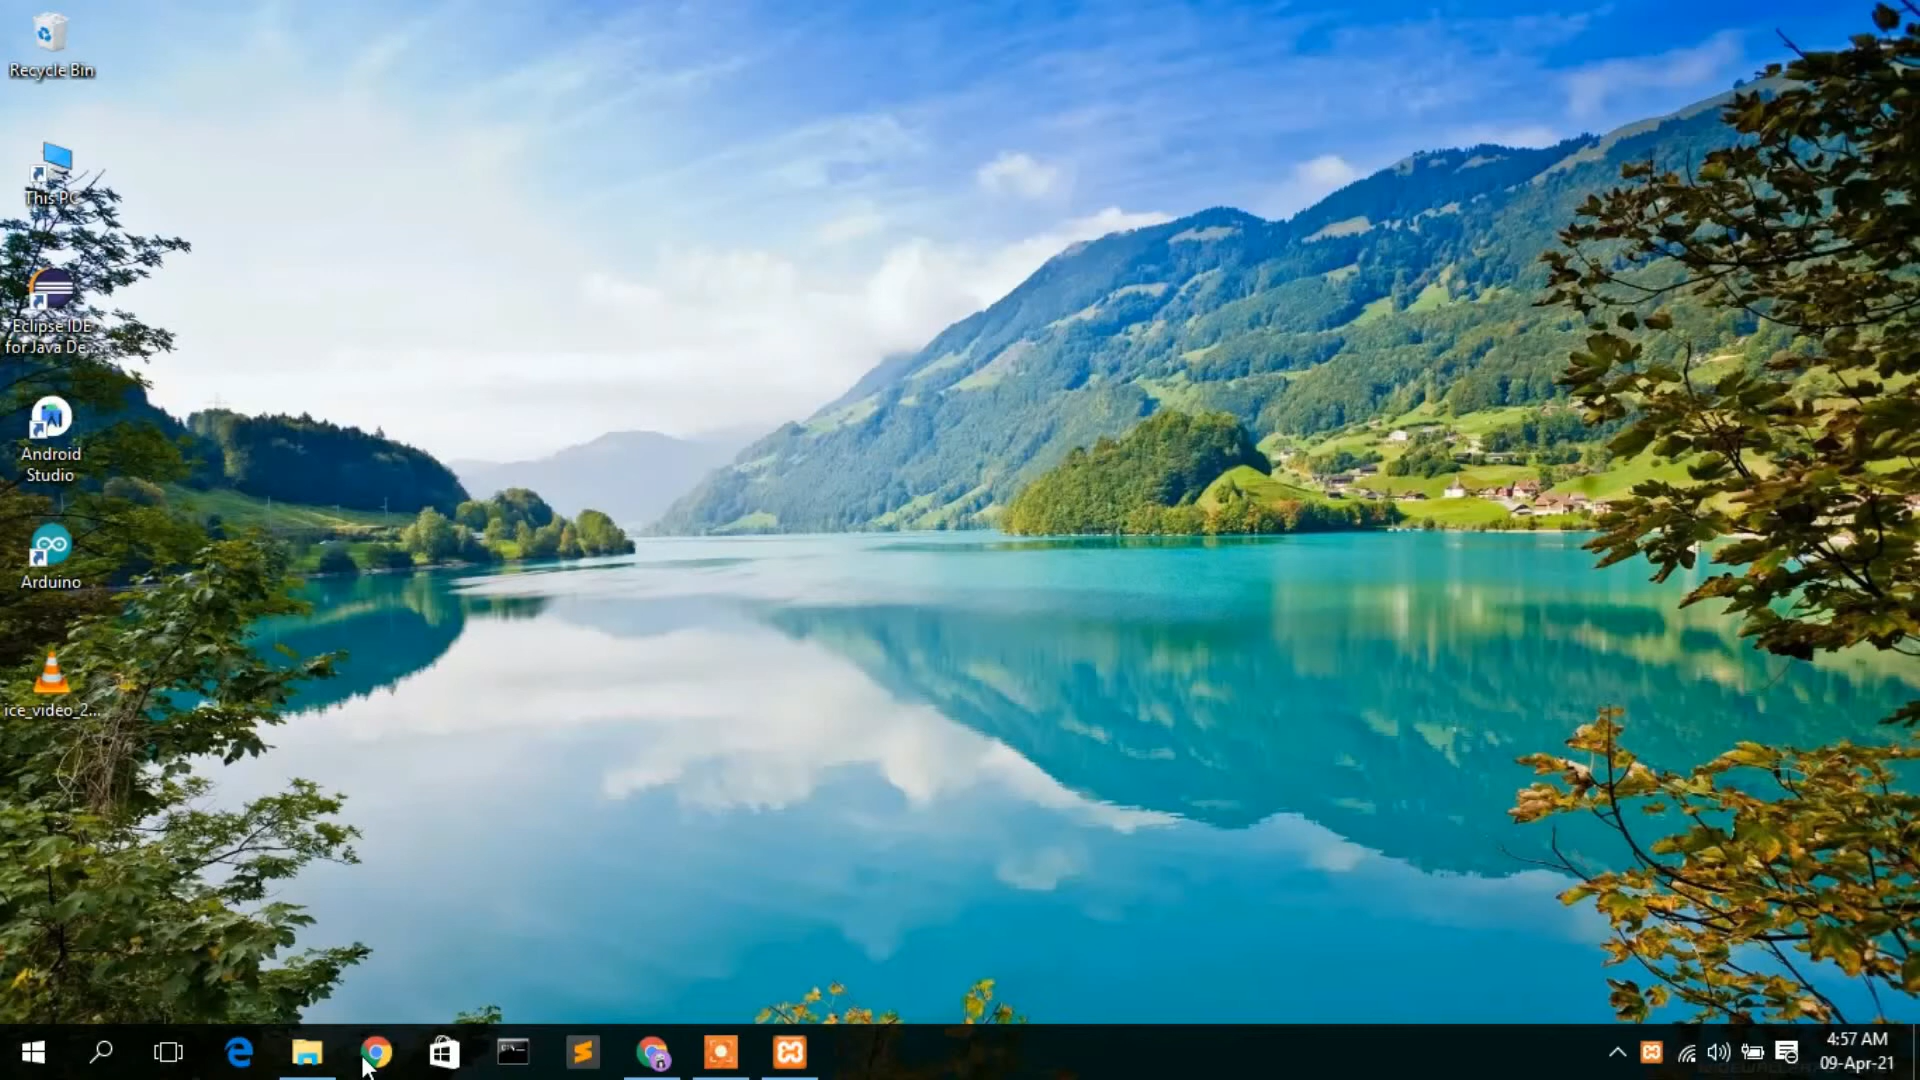 Recycle Bin
This PC
Eclipse IDE
for Java De...
Android
Studio
Arduino
ice_video_2...
4:57 AM
09-Apr-21